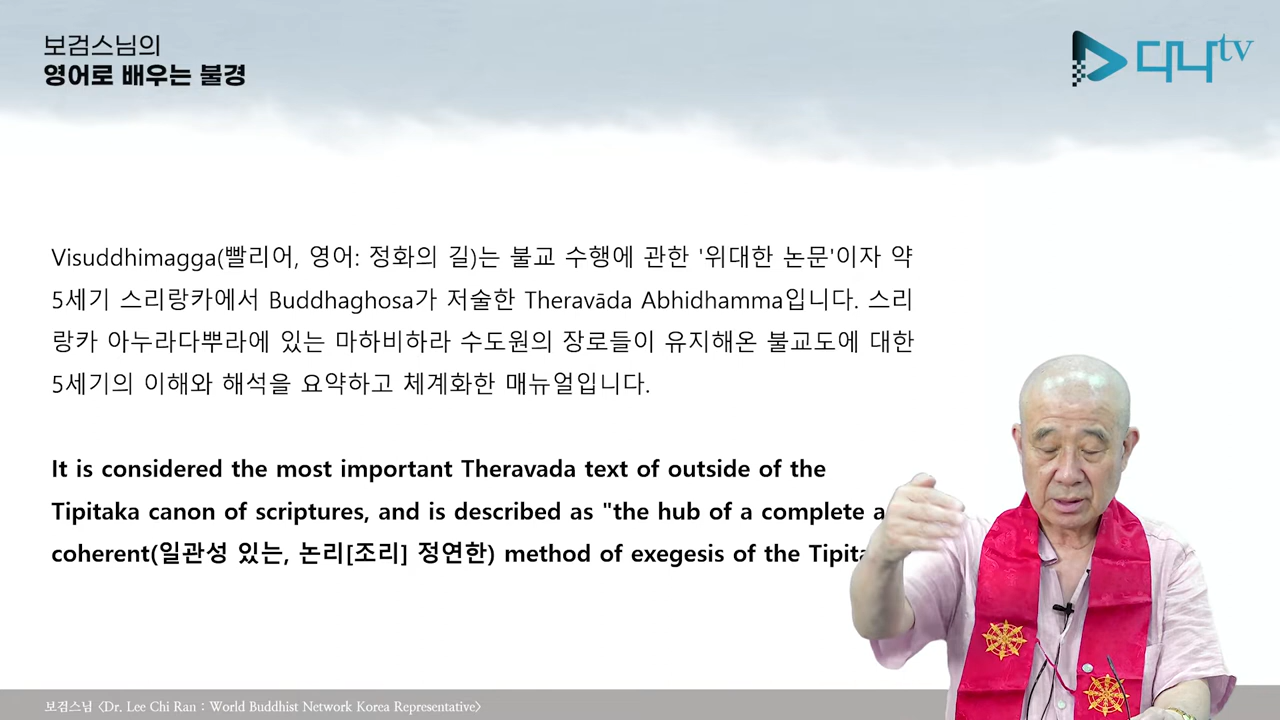 보검스님의
영어로 배우는 불경
디나tv
Visuddhimagga(빨리어, 영어: 정화의 길)는 불교 수행에 관한 '위대한 논문'이자 약
5세기 스리랑카에서 Buddhaghosa가 저술한 Theravāda Abhidhamma입니다. 스리
랑카 아누라다뿌라에 있는 마하비하라 수도원의 장로들이 유지해온 불교도에 대한
5세기의 이해와 해석을 요약하고 체계화한 매뉴얼입니다.
It is considered the most important Theravada text of outside of the
Tipitaka canon of scriptures, and is described as "the hub of a complete
coherent(일관성 있는, 논리[조리] 정연한) method of exegesis of the
보검스님 <Dr. Lee Chi Ran : World Buddhist Network Korea Representative>